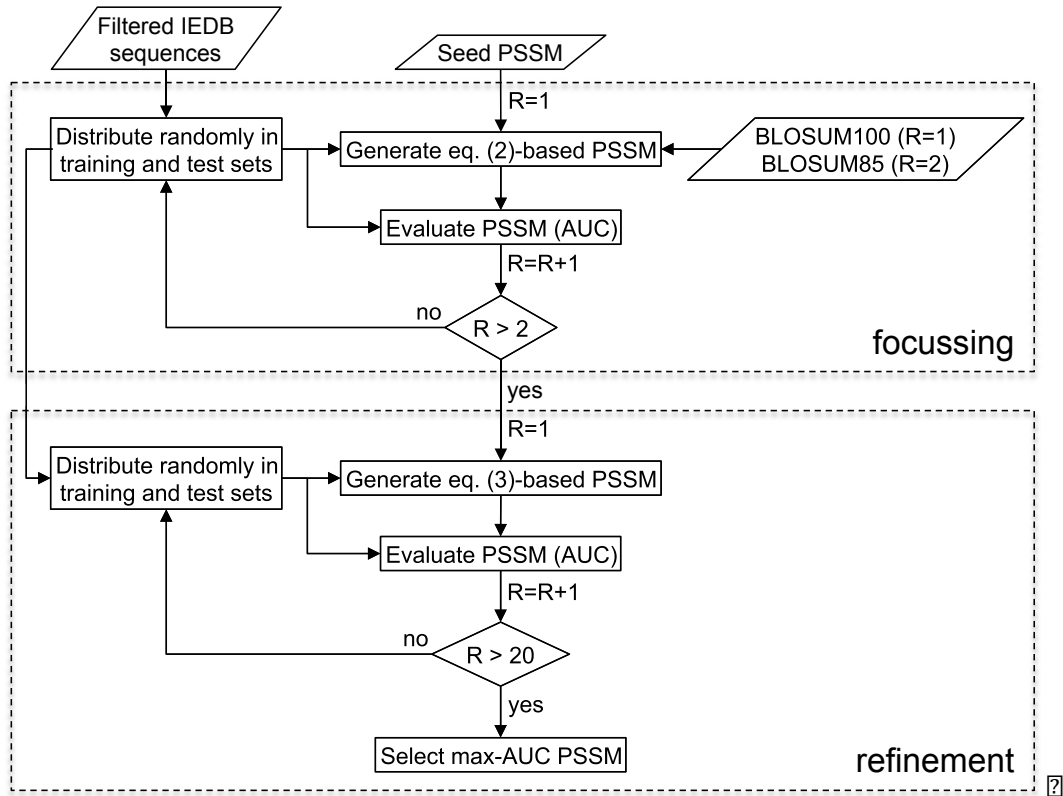 Filtered IEDB
sequences
Seed PSSM
R=1
Distribute randomly in
training and test sets
Generate eq. (2)-based PSSM
BLOSUM100 (R=1)
BLOSUM85 (R=2)
Evaluate PSSM (AUC)
R=R+1
no
R > 2
focussing
yes
R=1
Distribute randomly in
training and test sets
Generate eq. (3)-based PSSM
Evaluate PSSM (AUC)
R=R+1
no
R > 20
yes
Select max-AUC PSSM
refinement
?